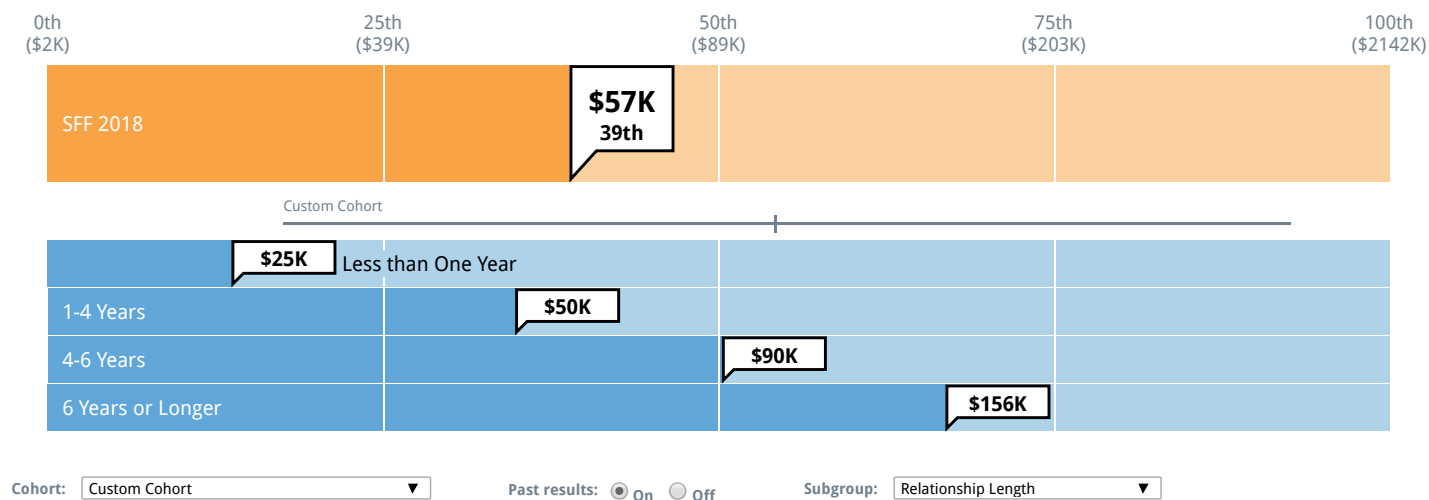 0th 25th 50th 75th 100th
($2K) ($39K) ($89K) ($203K) ($2142K)
$57K
SFF 2018
39th
Custom Cohort
$25K Less than One Year
1-4 Years $50K
4-6 Years $90K
6 Years or Longer $156K
Cohort: Custom Cohort Past results: On Off Subgroup: Relationship Length